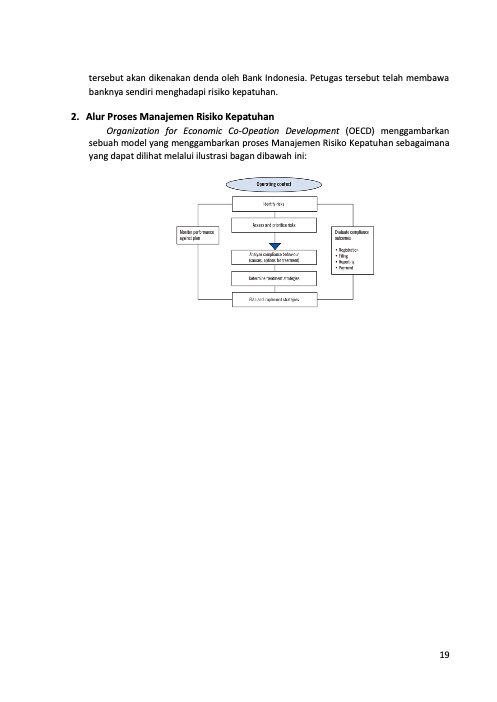 tersebut akan dikenakan denda oleh Bank Indonesia. Petugas tersebut telah membawa
banknya sendiri menghadapi risiko kepatuhan.
2. Alur Proses Manajemen Risiko Kepatuhan
Organization for Economic Co-Opeation Development (OECD) menggambarkan
sebuah model yang menggambarkan proses Manajemen Risiko Kepatuhan sebagaimana
yang dapat dilihat melalui ilustrasi bagan dibawah ini:
Operating context
Identify risks
Assess and prioritize risks
Monitor performance
against plan
Evaluate compliance
outcomes
• Registration
• Filing
• Reporting
• Payment
Analyze compliance behaviour
(causes, options for treatment)
Determine treatment strategies
Plan and implement strategies
19